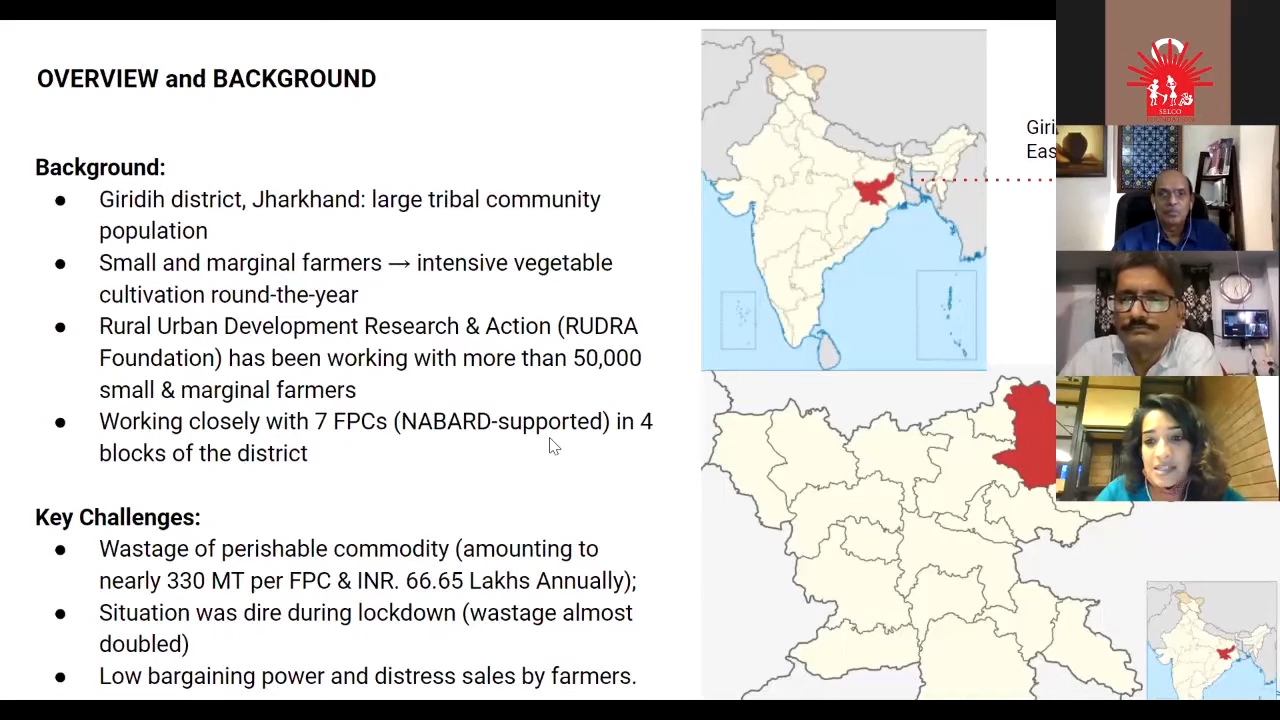 OVERVIEW and BACKGROUND
Background:
● Giridih district, Jharkhand: large tribal community
population
● Small and marginal farmers → intensive vegetable
cultivation round-the-year
● Rural Urban Development Research & Action (RUDRA
Foundation) has been working with more than 50,000
small & marginal farmers
● Working closely with 7 FPCs (NABARD-supported) in 4
blocks of the district
Key Challenges:
● Wastage of perishable commodity (amounting to
nearly 330 MT per FPC & INR. 66.65 Lakhs Annually);
● Situation was dire during lockdown (wastage almost
doubled)
● Low bargaining power and distress sales by farmers.
Giri
Eas
SELCO
FOUNDATION